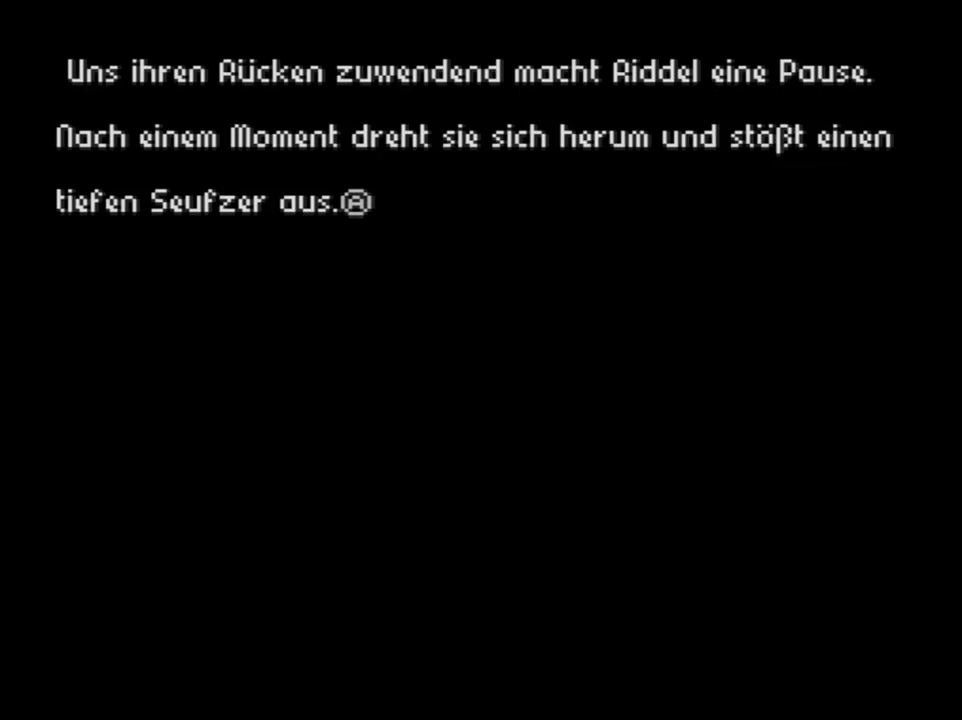 Uns ihren Rücken zuwendend macht Riddel eine Pause.
Nach einem Moment dreht sie sich herum und stößt einen
tiefen Seufzer aus.Ⓐ